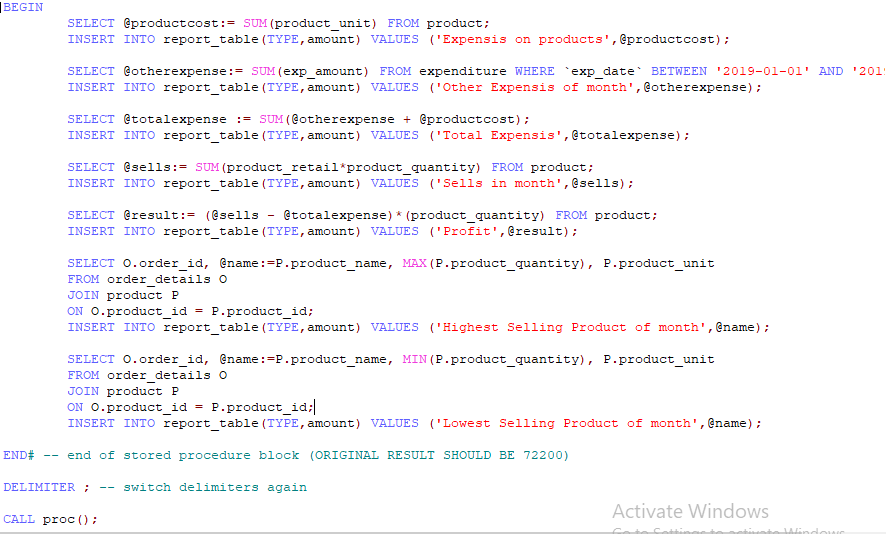 BEGIN
SELECT @productcost:= SUM(product_unit) FROM product;
INSERT INTO report_table(TYPE,amount) VALUES ('Expensis on products',@productcost);
SELECT @otherexpense:= SUM(exp_amount) FROM expenditure WHERE `exp_date` BETWEEN '2019-01-01' AND '201
INSERT INTO report_table(TYPE,amount) VALUES ('Other Expensis of month',@otherexpense);
SELECT @totalexpense := SUM(@otherexpense + @productcost);
INSERT INTO report_table(TYPE,amount) VALUES ('Total Expensis',@totalexpense);
SELECT @sells:= SUM(product_retail*product_quantity) FROM product;
INSERT INTO report_table(TYPE,amount) VALUES ('Sells in month',@sells);
SELECT @result:= (@sells - @totalexpense)*(product_quantity) FROM product;
INSERT INTO report_table(TYPE,amount) VALUES ('Profit',@result);
SELECT O.order_id, @name:=P.product_name, MAX(P.product_quantity), P.product_unit
FROM order_details O
JOIN product P
ON O.product_id = P.product_id;
INSERT INTO report_table(TYPE,amount) VALUES ('Highest Selling Product of month',@name);
SELECT O.order_id, @name:=P.product_name, MIN(P.product_quantity), P.product_unit
FROM order_details O
JOIN product P
ON O.product_id = P.product_id;
INSERT INTO report_table(TYPE,amount) VALUES ('Lowest Selling Product of month',@name);
END# -- end of stored procedure block (ORIGINAL RESULT SHOULD BE 72200)
DELIMITER ; -- switch delimiters again
CALL proc();
Activate Windows
Go to Settings to activate Windows